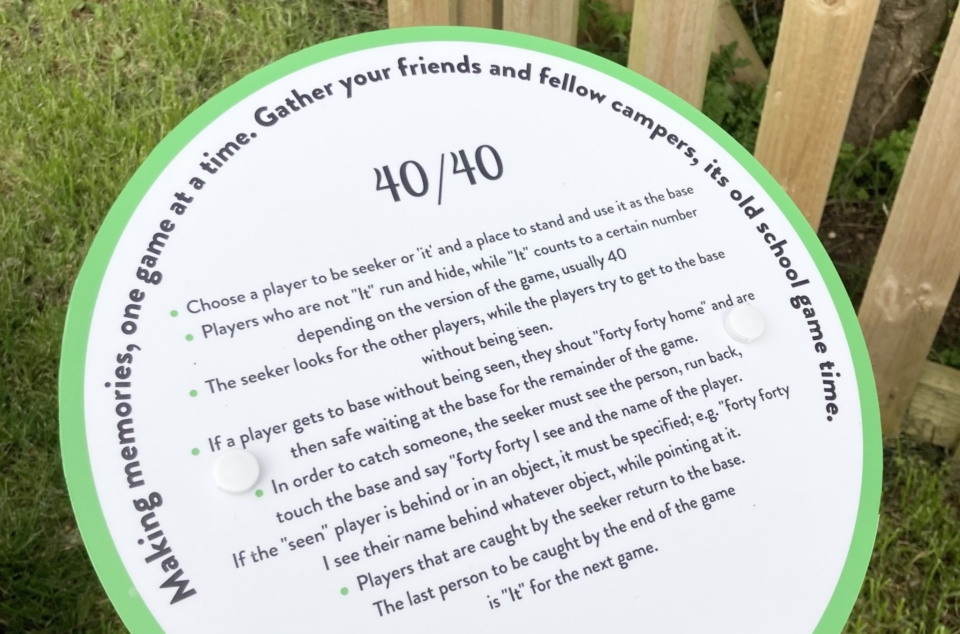 Making memories, one game at a time. Gather your friends and fellow campers, its old school game time.
40/40
• Choose a player to be seeker or 'it' and a place to stand and use it as the base
• Players who are not "It" run and hide, while "It" counts to a certain number
depending on the version of the game, usually 40
• The seeker looks for the other players, while the players try to get to the base
without being seen.
• If a player gets to base without being seen, they shout "forty forty home" and are
then safe waiting at the base for the remainder of the game.
• In order to catch someone, the seeker must see the person, run back,
touch the base and say "forty forty I see and the name of the player.
If the "seen" player is behind or in an object, it must be specified; e.g. "forty forty
I see their name behind whatever object, while pointing at it.
• Players that are caught by the seeker return to the base.
The last person to be caught by the end of the game
is "It" for the next game.